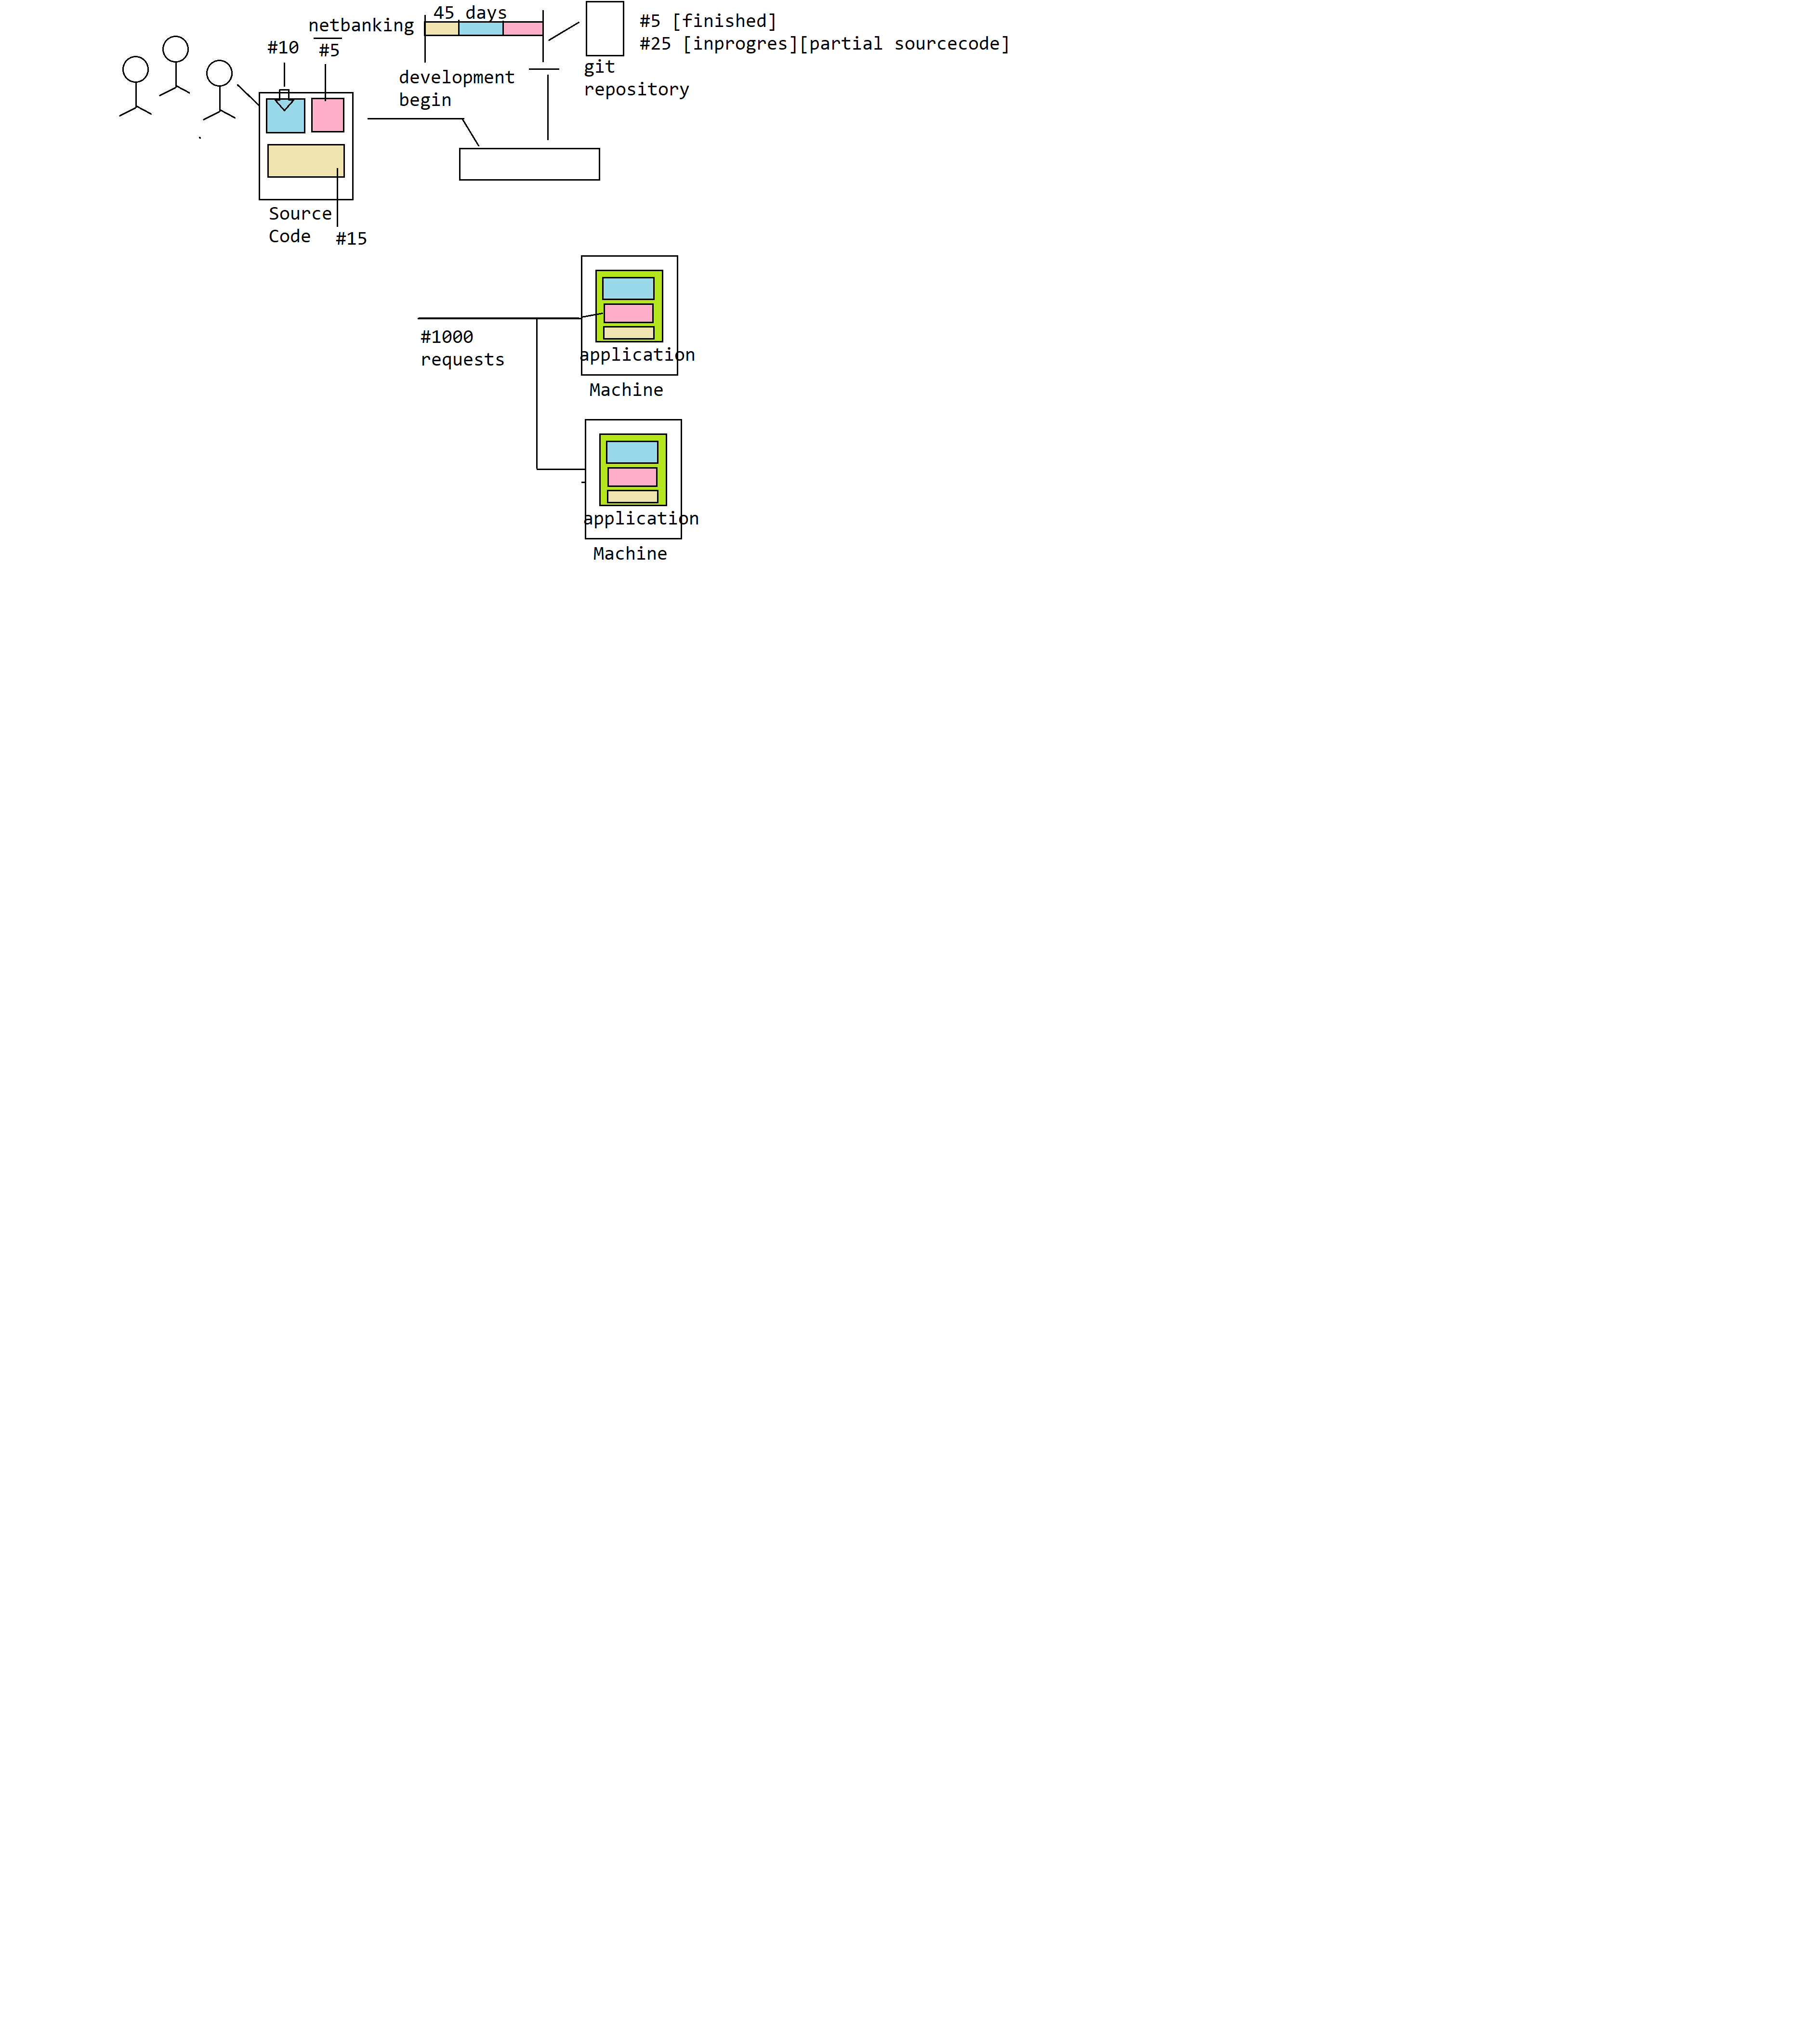 45 days
netbanking
#5 [finished]
#10
#5
#25 [inprogres][partial sourcecode]
git
repository
development
begin
Source
Code
#15
#1000
requests
application
Machine
application
Machine